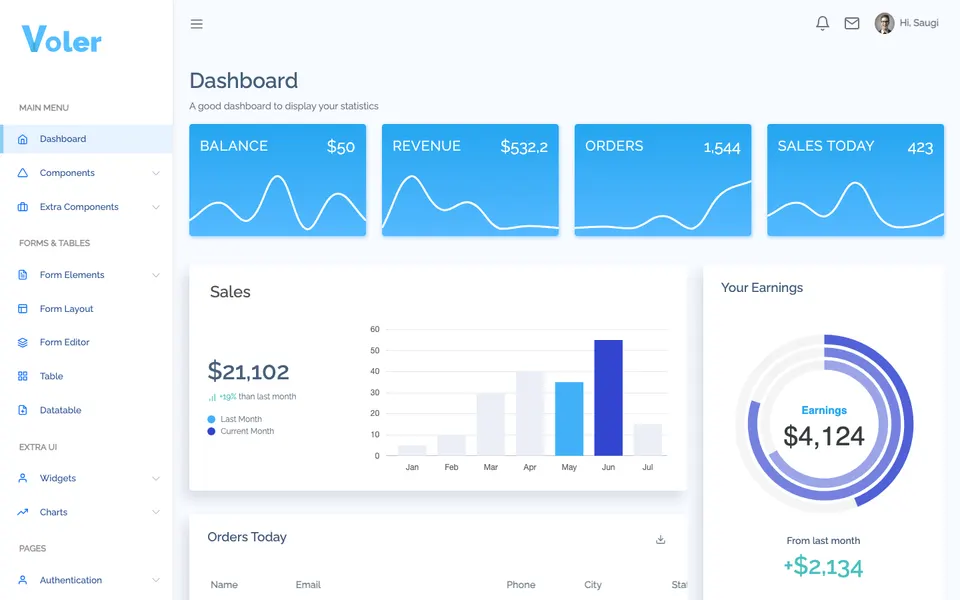 Voler
MAIN MENU
Dashboard
Components
Extra Components
FORMS & TABLES
Form Elements
Form Layout
Form Editor
Table
Datatable
EXTRA UI
Widgets
Charts
PAGES
Authentication
Hi, Saugi
Dashboard
A good dashboard to display your statistics
BALANCE $50
REVENUE $532,2
ORDERS 1,544
SALES TODAY 423
Sales
$21,102
+19% than last month
Last Month
Current Month
60
50
40
30
20
10
0
Jan Feb Mar Apr May Jun Jul
Your Earnings
Earnings
$4,124
From last month
+$2,134
Orders Today
Name Email Phone City Stat